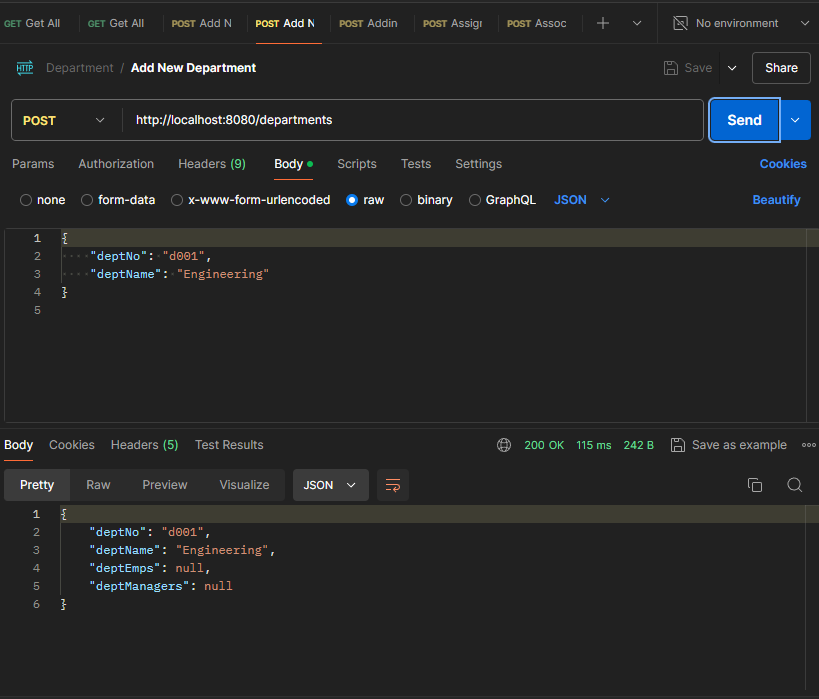 GET Get All GET Get All POST Add N POST Add N POST Addin POST Assig POST Assoc No environment
HTTP Department / Add New Department Save Share
POST http://localhost:8080/departments Send
Params Authorization Headers (9) Body Scripts Tests Settings Cookies
none form-data x-www-form-urlencoded raw binary GraphQL JSON Beautify
1 {
2 "deptNo": "d001",
3 "deptName": "Engineering"
4 }
5
Body Cookies Headers (5) Test Results 200 OK 115 ms 242 B Save as example
Pretty Raw Preview Visualize JSON
1 {
2 "deptNo": "d001",
3 "deptName": "Engineering",
4 "deptEmps": null,
5 "deptManagers": null
6 }